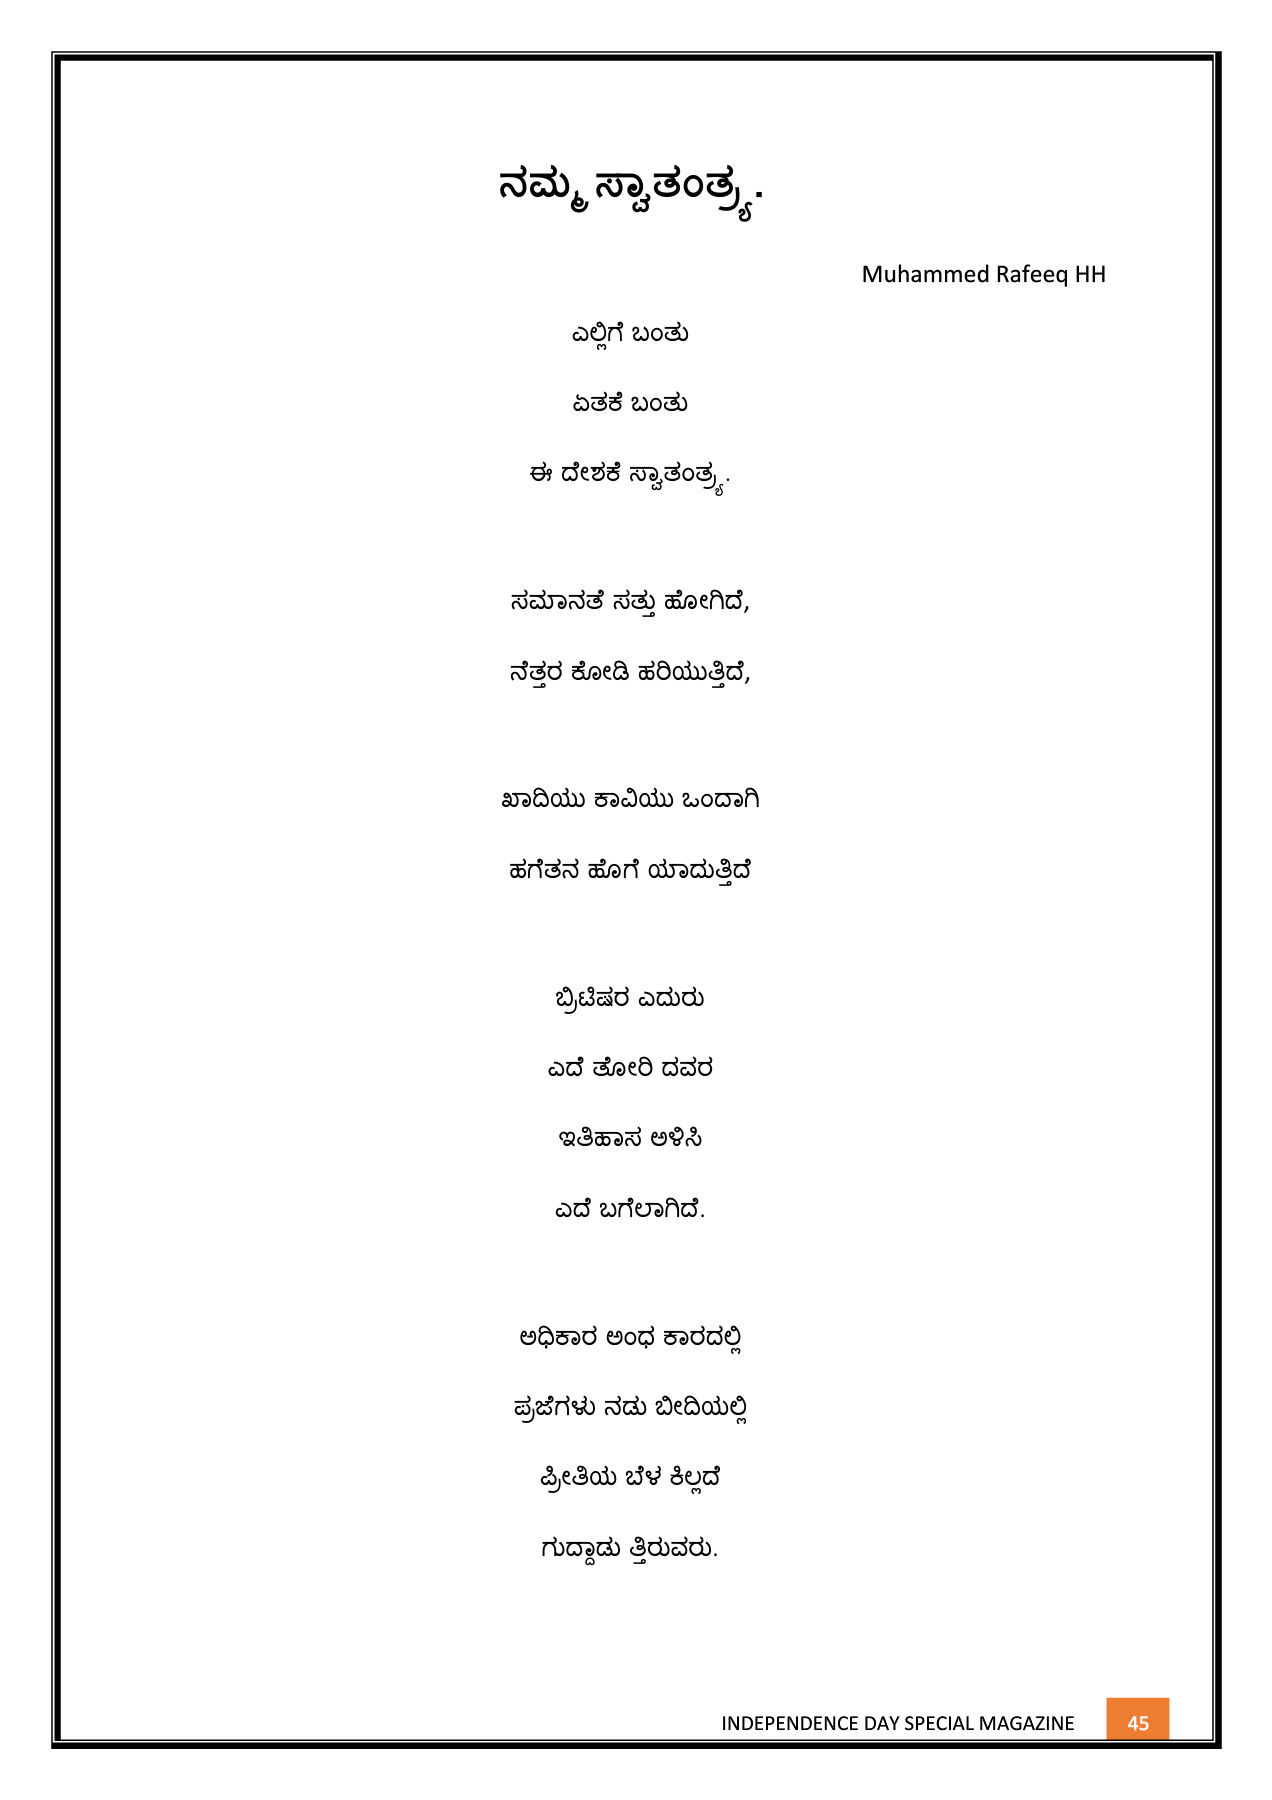 ನಮ್ಮ ಸ್ವಾತಂತ್ರ್ಯ.
Muhammed Rafeeq HH
ಎಲ್ಲಿಗೆ ಬಂತು
ಏತಕೆ ಬಂತು
ಈ ದೇಶಕೆ ಸ್ವಾತಂತ್ರ್ಯ.
ಸಮಾನತೆ ಸತ್ತು ಹೋಗಿದೆ,
ನೆತ್ತರ ಕೋಡಿ ಹರಿಯುತ್ತಿದೆ,
ಖಾದಿಯು ಕಾವಿಯು ಒಂದಾಗಿ
ಹಗೆತನ ಹೊಗೆ ಯಾದುತ್ತಿದೆ
ಬ್ರಿಟಿಷರ ಎದುರು
ಎದೆ ತೋರಿ ದವರ
ಇತಿಹಾಸ ಅಳಿಸಿ
ಎದೆ ಬಗೆಲಾಗಿದೆ.
ಅಧಿಕಾರ ಅಂಧ ಕಾರದಲ್ಲಿ
ಪ್ರಜೆಗಳು ನಡು ಬೀದಿಯಲ್ಲಿ
ಪ್ರೀತಿಯ ಬೆಳ ಕಿಲ್ಲದೆ
ಗುದ್ದಾಡು ತ್ತಿರುವರು.
INDEPENDENCE DAY SPECIAL MAGAZINE 45